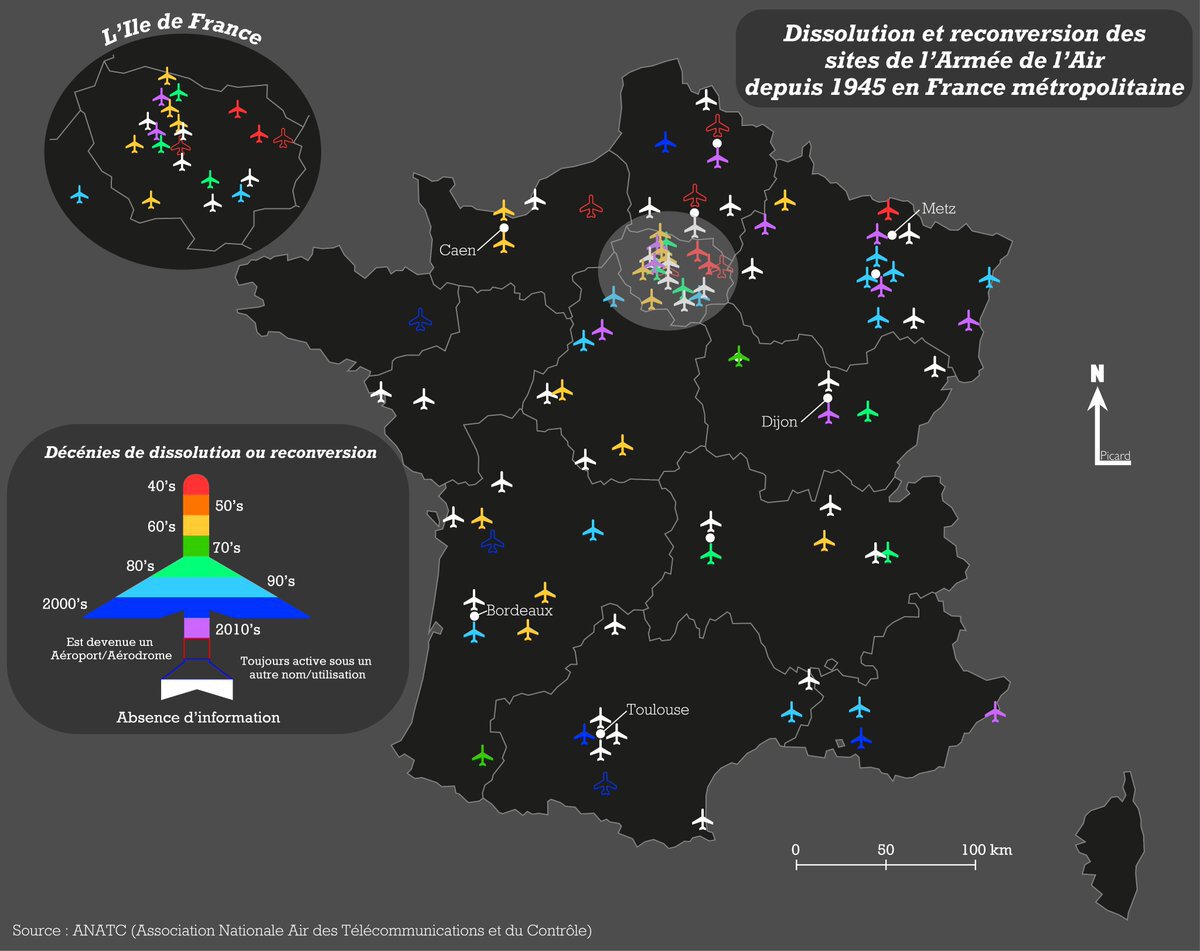 L'Ile de France
Dissolution et reconversion des
sites de l'Armée de l'Air
depuis 1945 en France métropolitaine
Metz
Caen
N
Picard
Dijon
Décénies de dissolution ou reconversion
40's
50's
60's
70's
80's
90's
2000's
2010's
Est devenue un
Aéroport/Aérodrome
Toujours active sous un
autre nom/utilisation
Absence d'information
Bordeaux
Toulouse
0 50 100 km
Source : ANATC (Association Nationale Air des Télécommunications et du Contrôle)